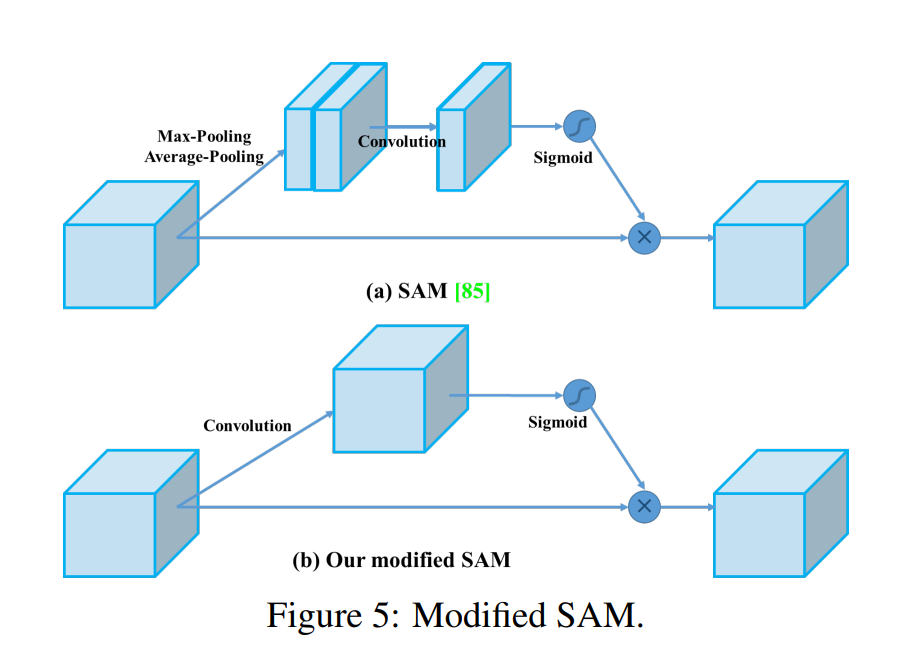 Max-Pooling
Average-Pooling
Convolution
Sigmoid
(a) SAM [85]
Convolution
Sigmoid
(b) Our modified SAM
Figure 5: Modified SAM.